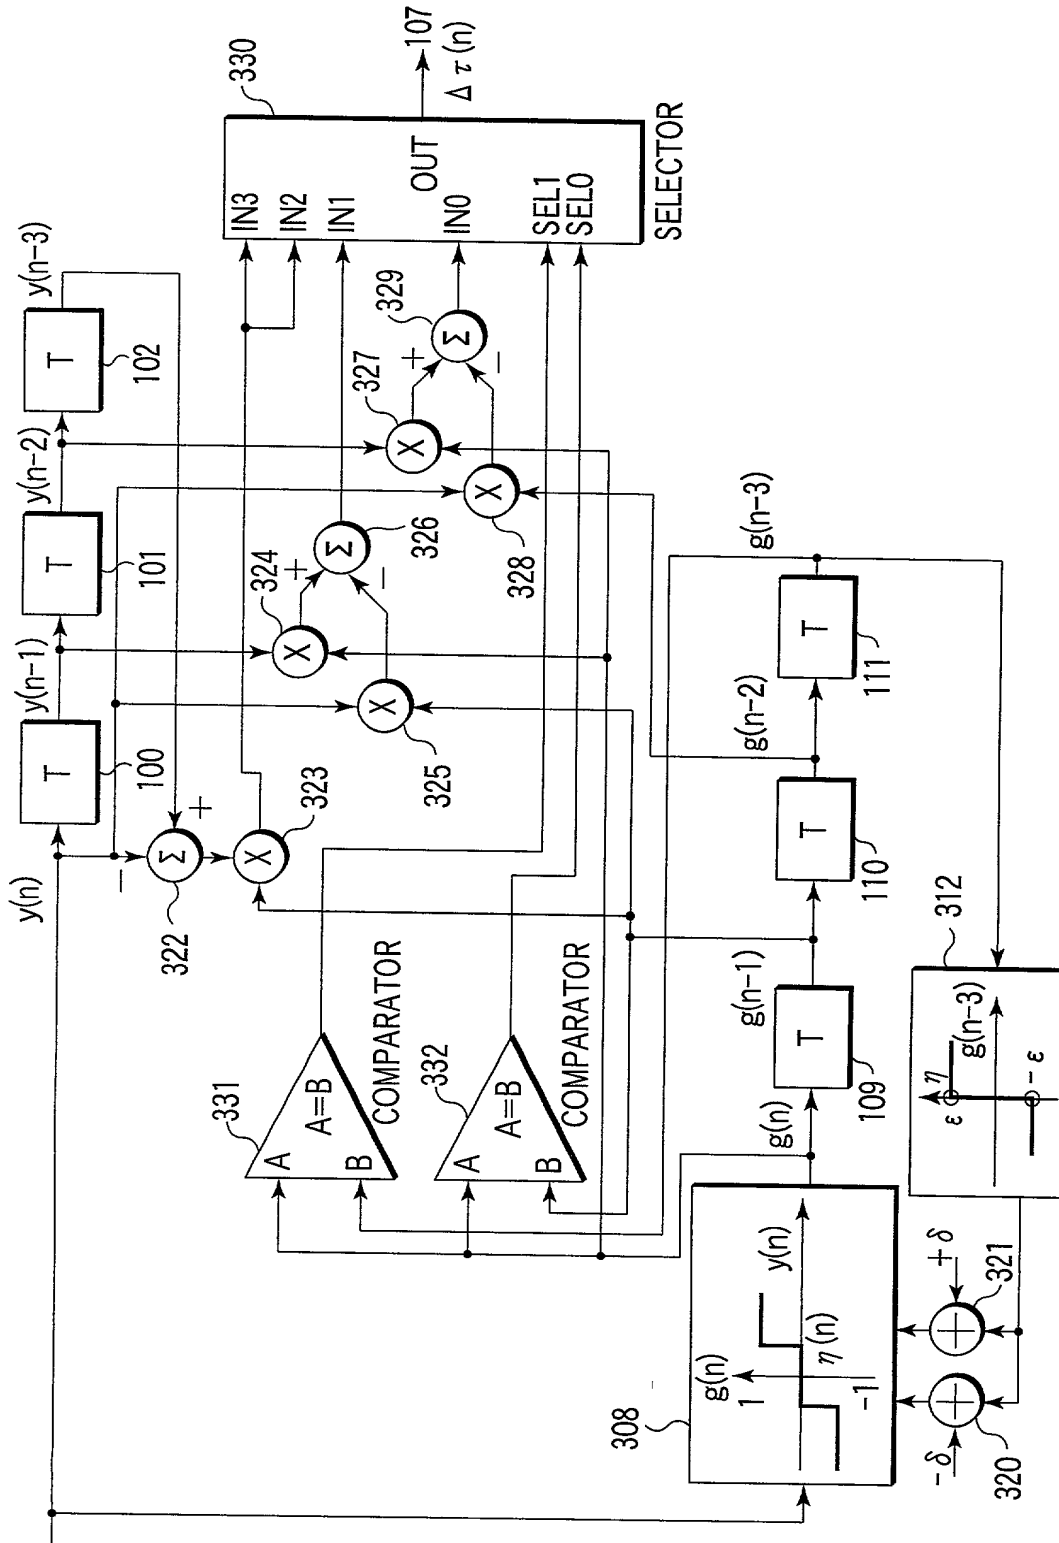 y(n)
T
100
y(n-1)
T
101
y(n-2)
T
102
y(n-3)
−
Σ
+
322
X
323
X
324
X
325
+
−
Σ
326
X
327
X
328
+
−
Σ
329
IN3
IN2
IN1
IN0
SEL1
SEL0
OUT
330
SELECTOR
107
Δτ(n)
A
B
A=B
331
COMPARATOR
A
B
A=B
332
COMPARATOR
308
g(n)
1
-1
η(n)
y(n)
g(n)
T
109
g(n-1)
T
110
g(n-2)
T
111
g(n-3)
-δ
+
320
+δ
+
321
312
ε
η
g(n-3)
-ε